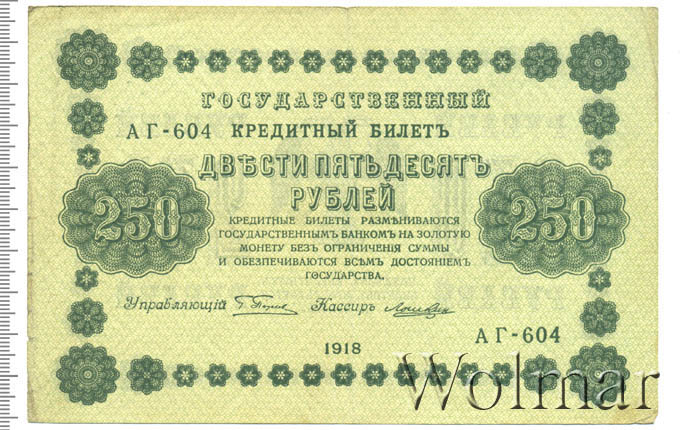 ГОСУДАРСТВЕННЫЙ
АГ-604 КРЕДИТНЫЙ БИЛЕТЪ
ДВѢСТИ ПЯТЬДЕСЯТЪ
РУБЛЕЙ
250 250
КРЕДИТНЫЕ БИЛЕТЫ РАЗМѢНИВАЮТСЯ
ГОСУДАРСТВЕННЫМЪ БАНКОМЪ НА ЗОЛОТУЮ
МОНЕТУ БЕЗЪ ОГРАНИЧЕНІЯ СУММЫ
И ОБЕЗПЕЧИВАЮТСЯ ВСѢМЪ ДОСТОЯНІЕМЪ
ГОСУДАРСТВА.
Управляющій Кассиръ
АГ-604
1918
Wolmar